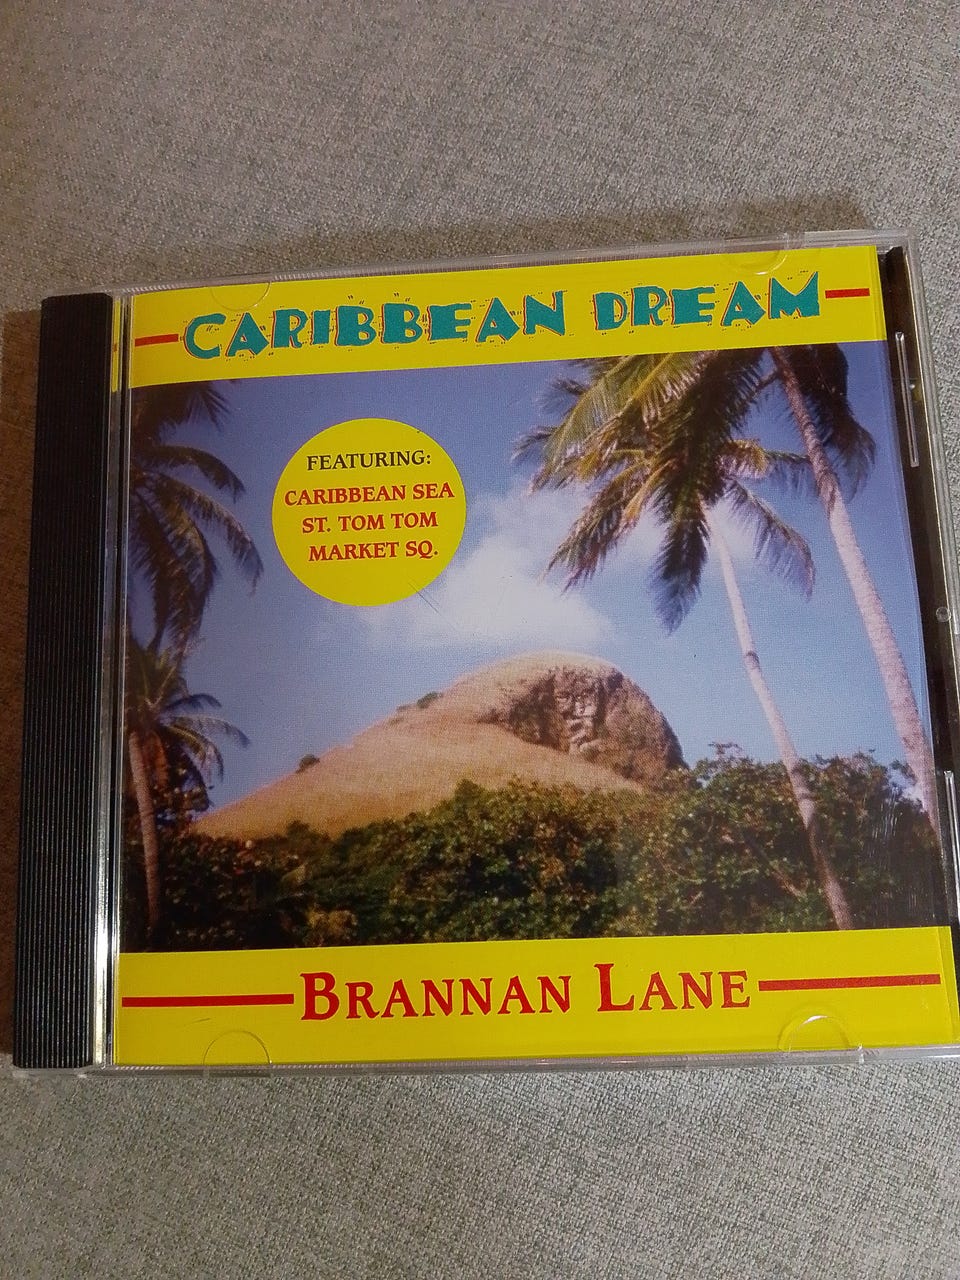 CARIBBEAN DREAM
FEATURING:
CARIBBEAN SEA
ST. TOM TOM
MARKET SQ.
BRANNAN LANE